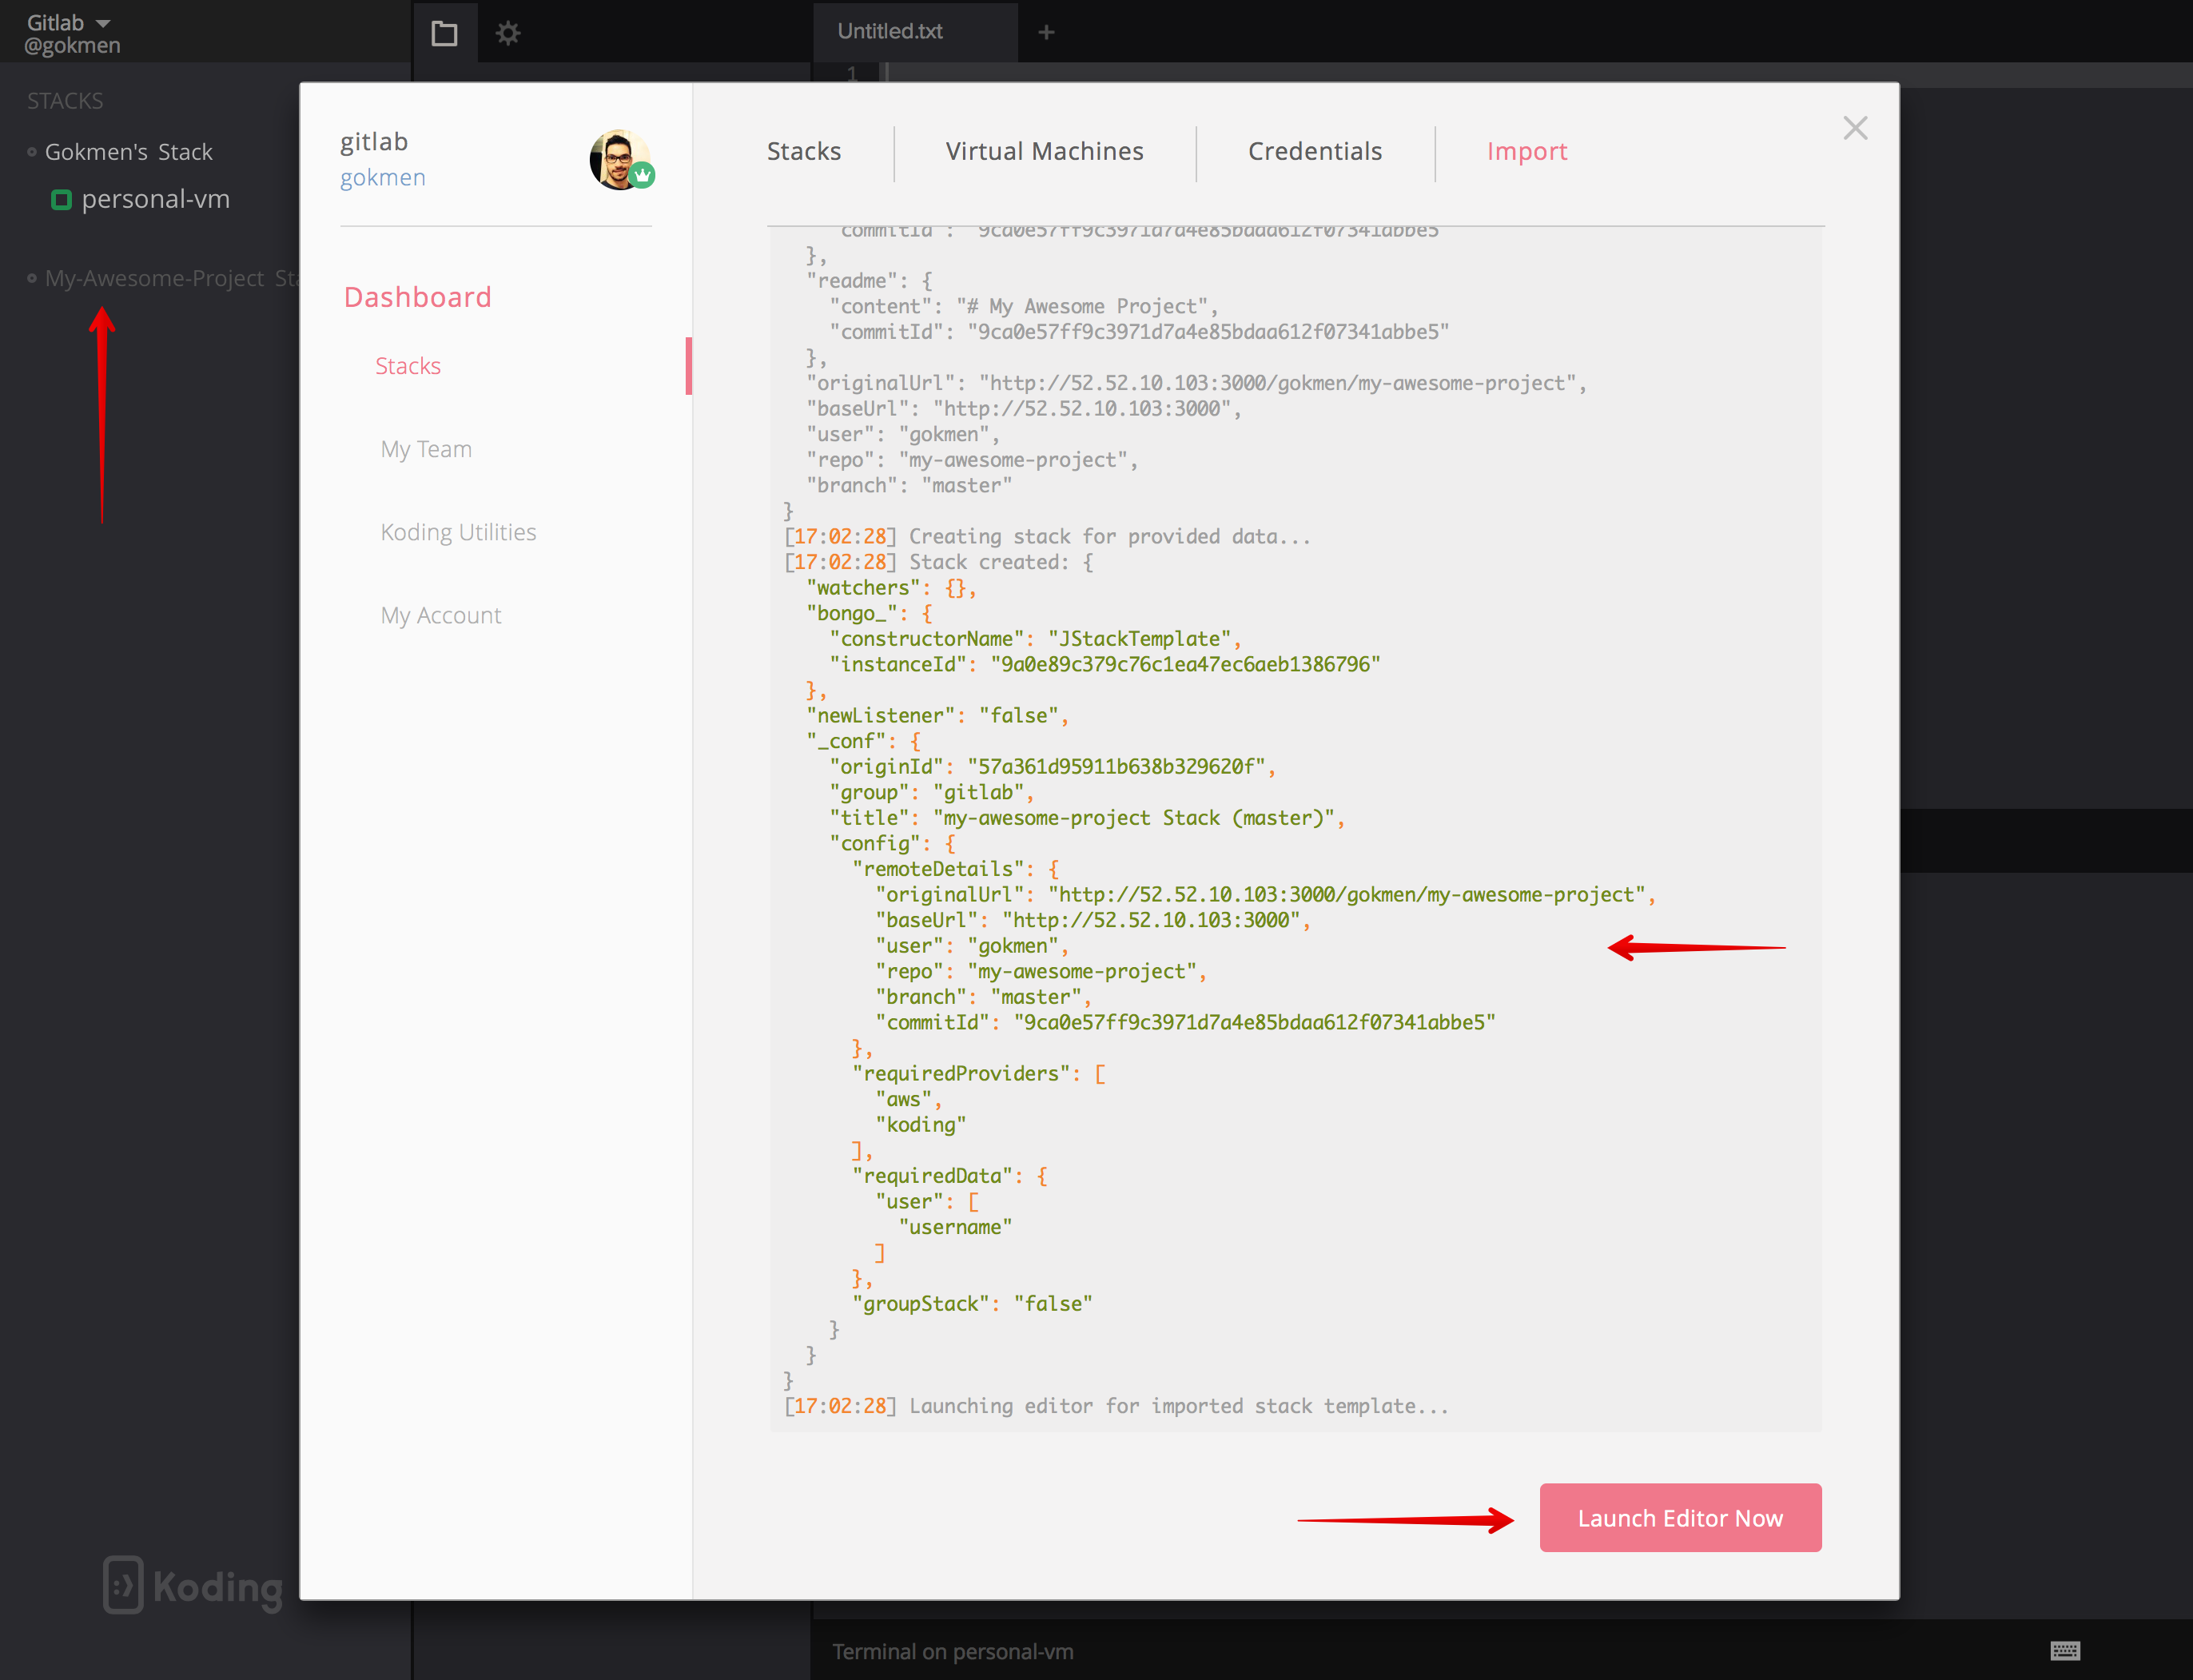 Gitlab
@gokmen
STACKS
Gokmen's Stack
personal-vm
My-Awesome-Project
Untitled.txt
1
gitlab
gokmen
Dashboard
Stacks
My Team
Koding Utilities
My Account
Stacks
Virtual Machines
Credentials
Import
"commitId": "9ca0e57ff9c3971d7a4e85bdaa612f07341abbe5"
},
"readme": {
"content": "# My Awesome Project",
"commitId": "9ca0e57ff9c3971d7a4e85bdaa612f07341abbe5"
},
"originalUrl": "http://52.52.10.103:3000/gokmen/my-awesome-project",
"baseUrl": "http://52.52.10.103:3000",
"user": "gokmen",
"repo": "my-awesome-project",
"branch": "master"
}
[17:02:28] Creating stack for provided data...
[17:02:28] Stack created: {
"watchers": {},
"bongo_": {
"constructorName": "JStackTemplate",
"instanceId": "9a0e89c379c76c1ea47ec6aeb1386796"
},
"newListener": "false",
"_conf": {
"originId": "57a361d95911b638b329620f",
"group": "gitlab",
"title": "my-awesome-project Stack (master)",
"config": {
"remoteDetails": {
"originalUrl": "http://52.52.10.103:3000/gokmen/my-awesome-project",
"baseUrl": "http://52.52.10.103:3000",
"user": "gokmen",
"repo": "my-awesome-project",
"branch": "master",
"commitId": "9ca0e57ff9c3971d7a4e85bdaa612f07341abbe5"
},
"requiredProviders": [
"aws",
"koding"
],
"requiredData": {
"user": [
"username"
]
},
"groupStack": "false"
}
}
}
[17:02:28] Launching editor for imported stack template...
Launch Editor Now
Koding
Terminal on personal-vm